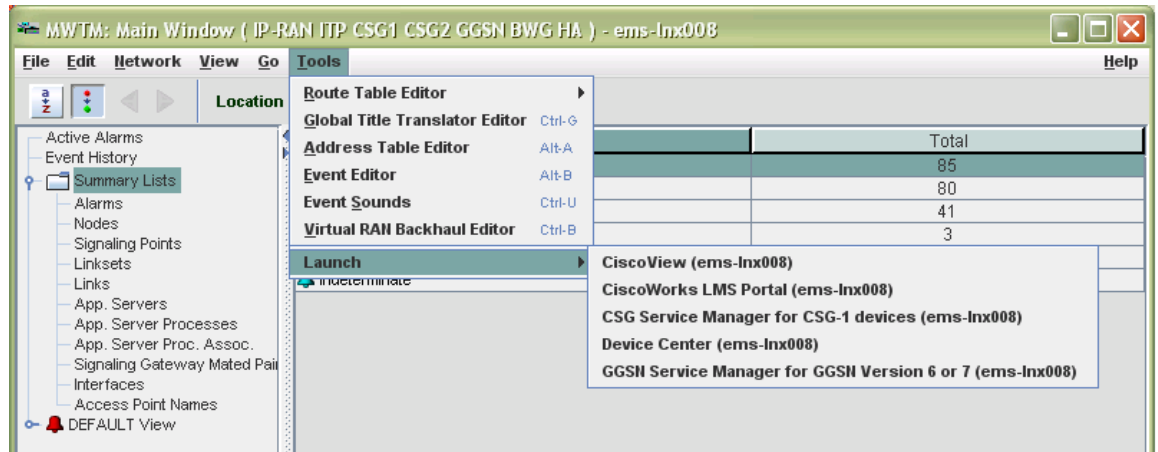 MWTM: Main Window ( IP-RAN ITP CSG1 CSG2 GGSN BWG HA ) - ems-lnx008
File Edit Network View Go Tools Help
a z
Location
Route Table Editor
Global Title Translator Editor Ctrl-G
Address Table Editor Alt-A
Event Editor Alt-B
Event Sounds Ctrl-U
Virtual RAN Backhaul Editor Ctrl-B
Launch
CiscoView (ems-lnx008)
CiscoWorks LMS Portal (ems-lnx008)
CSG Service Manager for CSG-1 devices (ems-lnx008)
Device Center (ems-lnx008)
GGSN Service Manager for GGSN Version 6 or 7 (ems-lnx008)
Active Alarms
Event History
Summary Lists
Alarms
Nodes
Signaling Points
Linksets
Links
App. Servers
App. Server Processes
App. Server Proc. Assoc.
Signaling Gateway Mated Pair
Interfaces
Access Point Names
DEFAULT View
Total
85
80
41
3
Indeterminate